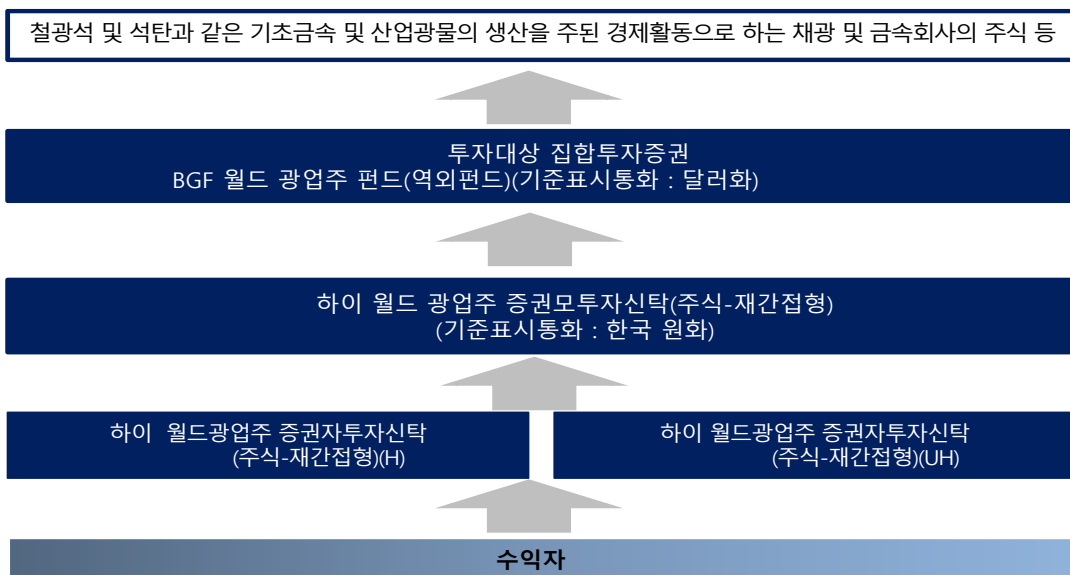 철광석 및 석탄과 같은 기초금속 및 산업광물의 생산을 주된 경제활동으로 하는 채광 및 금속회사의 주식 등
투자대상 집합투자증권
BGF 월드 광업주 펀드(역외펀드)(기준표시통화 : 달러화)
하이 월드 광업주 증권모투자신탁(주식-재간접형)
(기준표시통화 : 한국 원화)
하이 월드광업주 증권자투자신탁
(주식-재간접형)(H)
하이 월드광업주 증권자투자신탁
(주식-재간접형)(UH)
수익자